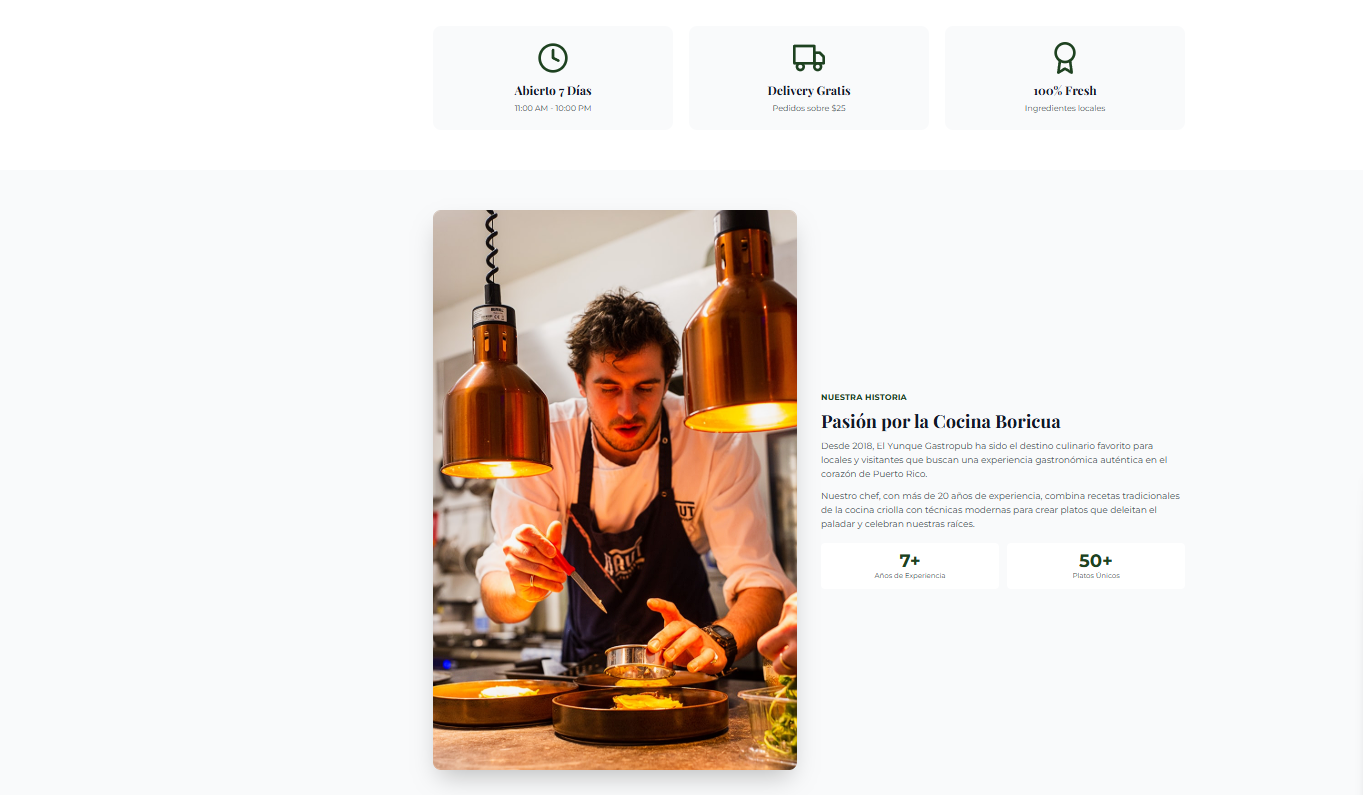 Abierto 7 Días
11:00 AM - 10:00 PM
Delivery Gratis
Pedidos sobre $25
100% Fresh
Ingredientes locales
NUESTRA HISTORIA
Pasión por la Cocina Boricua
Desde 2018, El Yunque Gastropub ha sido el destino culinario favorito para
locales y visitantes que buscan una experiencia gastronómica auténtica en el
corazón de Puerto Rico.
Nuestro chef, con más de 20 años de experiencia, combina recetas tradicionales
de la cocina criolla con técnicas modernas para crear platos que deleitan el
paladar y celebran nuestras raíces.
7+
Años de Experiencia
50+
Platos Únicos